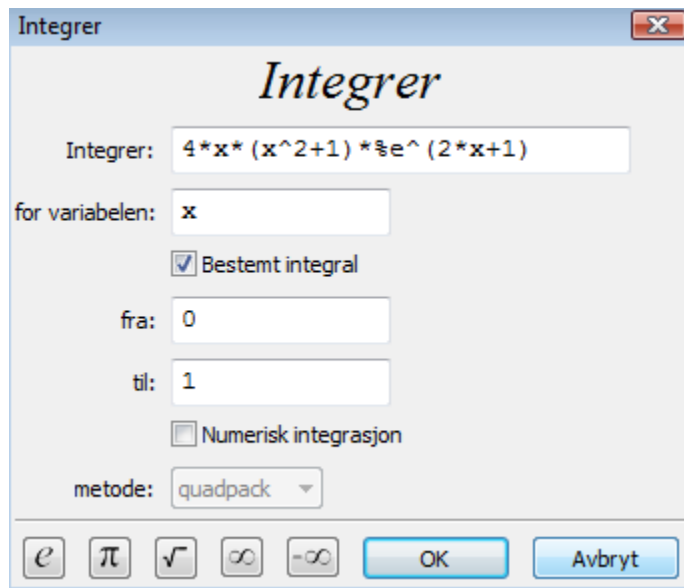 Integrer
Integrer
Integrer: 4*x*(x^2+1)*%e^(2*x+1)
for variabelen: x
Bestemt integral
fra: 0
til: 1
Numerisk integrasjon
metode: quadpack
e π √ ∞ -∞ OK Avbryt